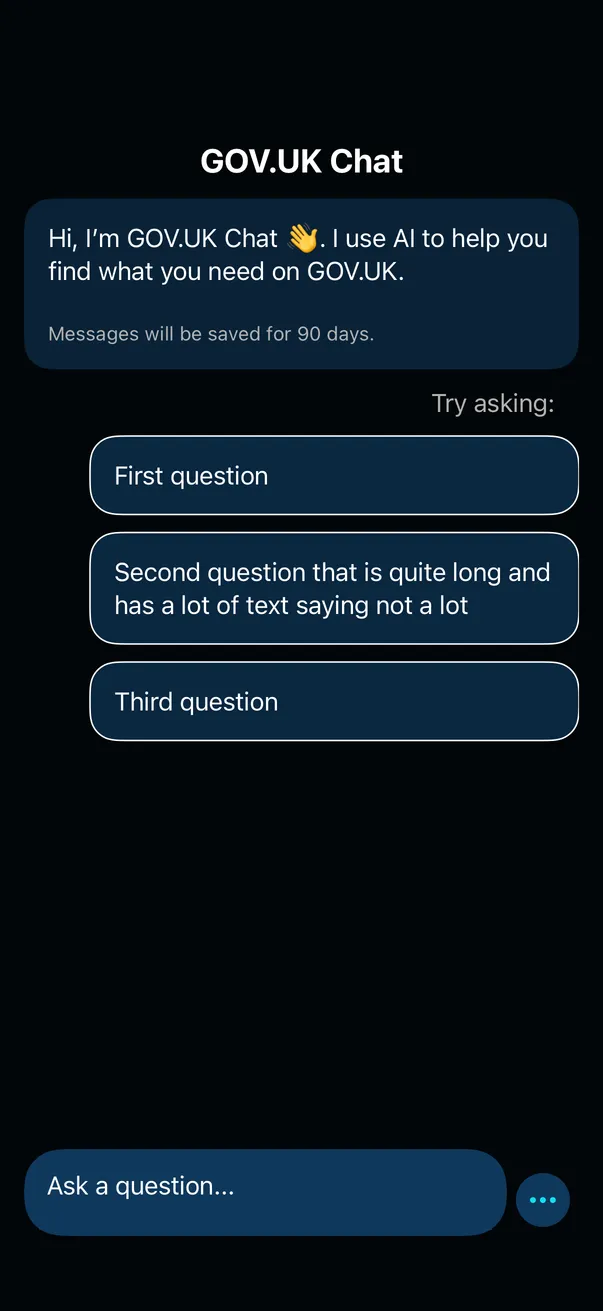 GOV.UK Chat
Hi, I’m GOV.UK Chat 👋. I use AI to help you
find what you need on GOV.UK.
Messages will be saved for 90 days.
Try asking:
First question
Second question that is quite long and
has a lot of text saying not a lot
Third question
Ask a question...